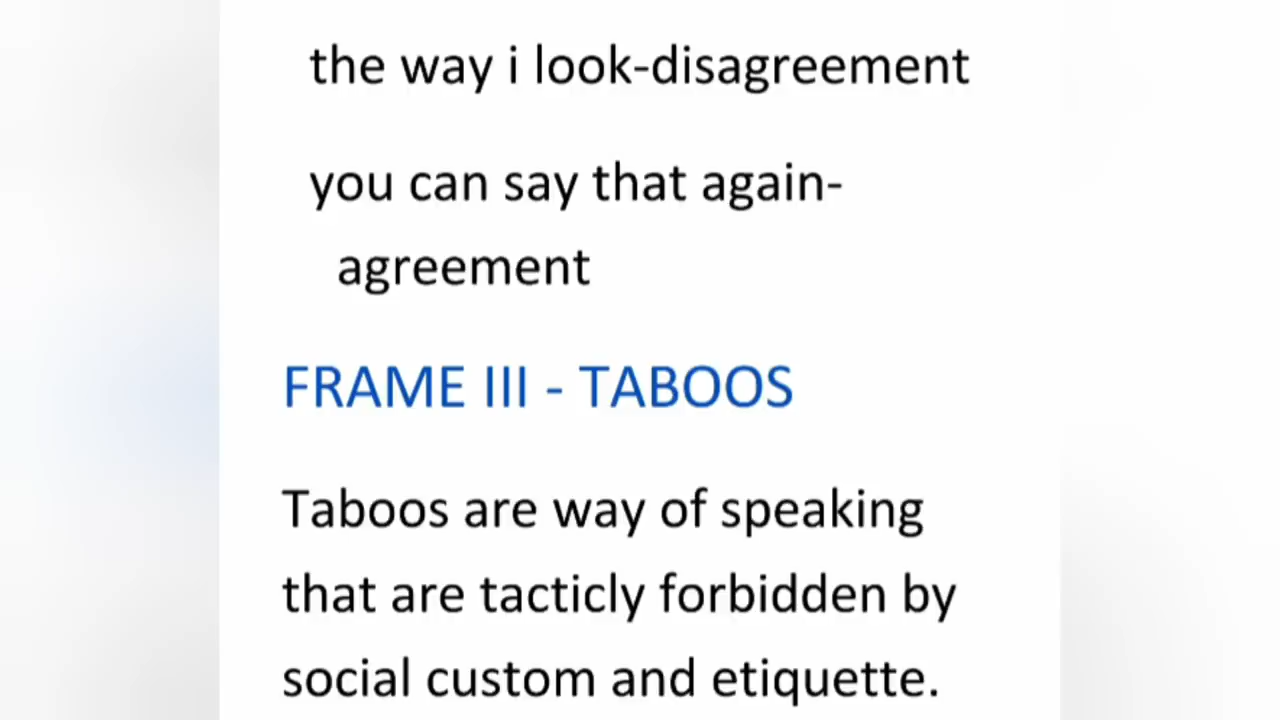 the way i look-disagreement
you can say that again-
agreement
FRAME III - TABOOS
Taboos are way of speaking
that are tacticly forbidden by
social custom and etiquette.